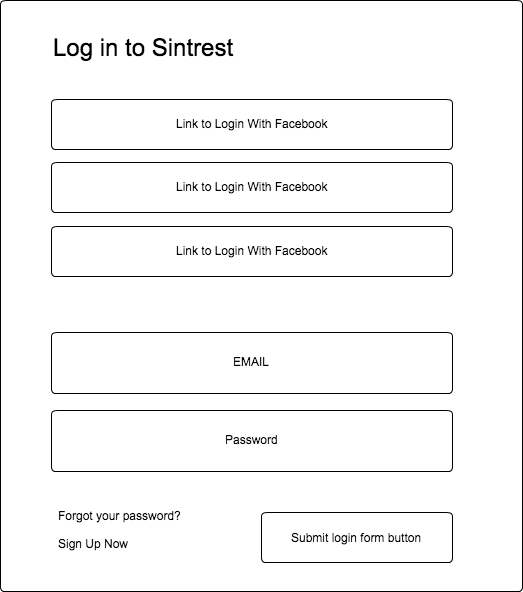 Log in to Sintrest
Link to Login With Facebook
Link to Login With Facebook
Link to Login With Facebook
EMAIL
Password
Forgot your password?
Sign Up Now
Submit login form button